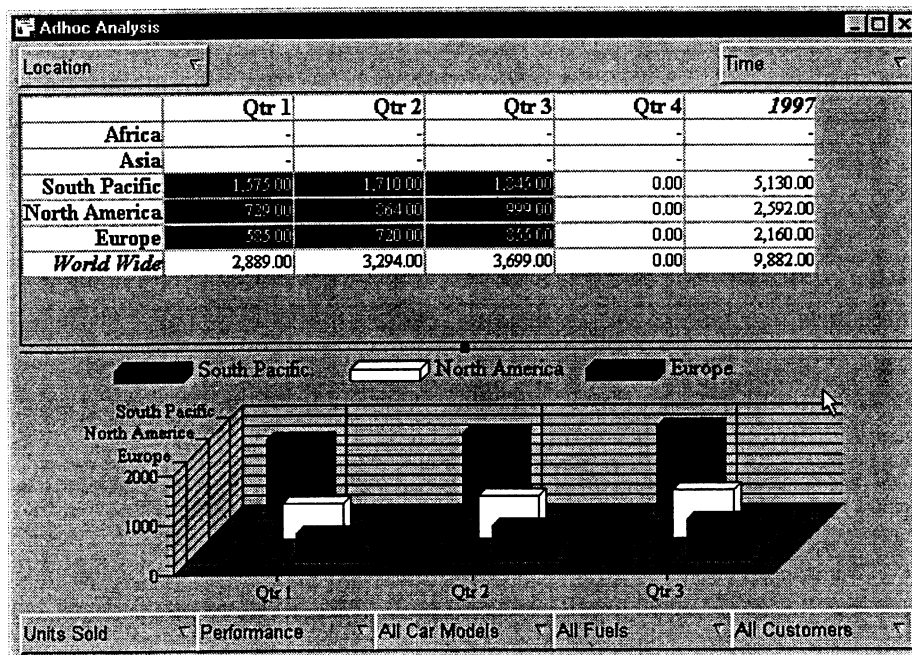 Adhoc Analysis
Location Time
Qtr 1 Qtr 2 Qtr 3 Qtr 4 1997
Africa - - - - -
Asia - - - - -
South Pacific 1,575.00 1,710.00 1,845.00 0.00 5,130.00
North America 729.00 864.00 999.00 0.00 2,592.00
Europe 585.00 720.00 855.00 0.00 2,160.00
World Wide 2,889.00 3,294.00 3,699.00 0.00 9,882.00
South Pacific North America Europe
South Pacific
North America
Europe
2000
1000
0
Qtr 1 Qtr 2 Qtr 3
Units Sold Performance All Car Models All Fuels All Customers